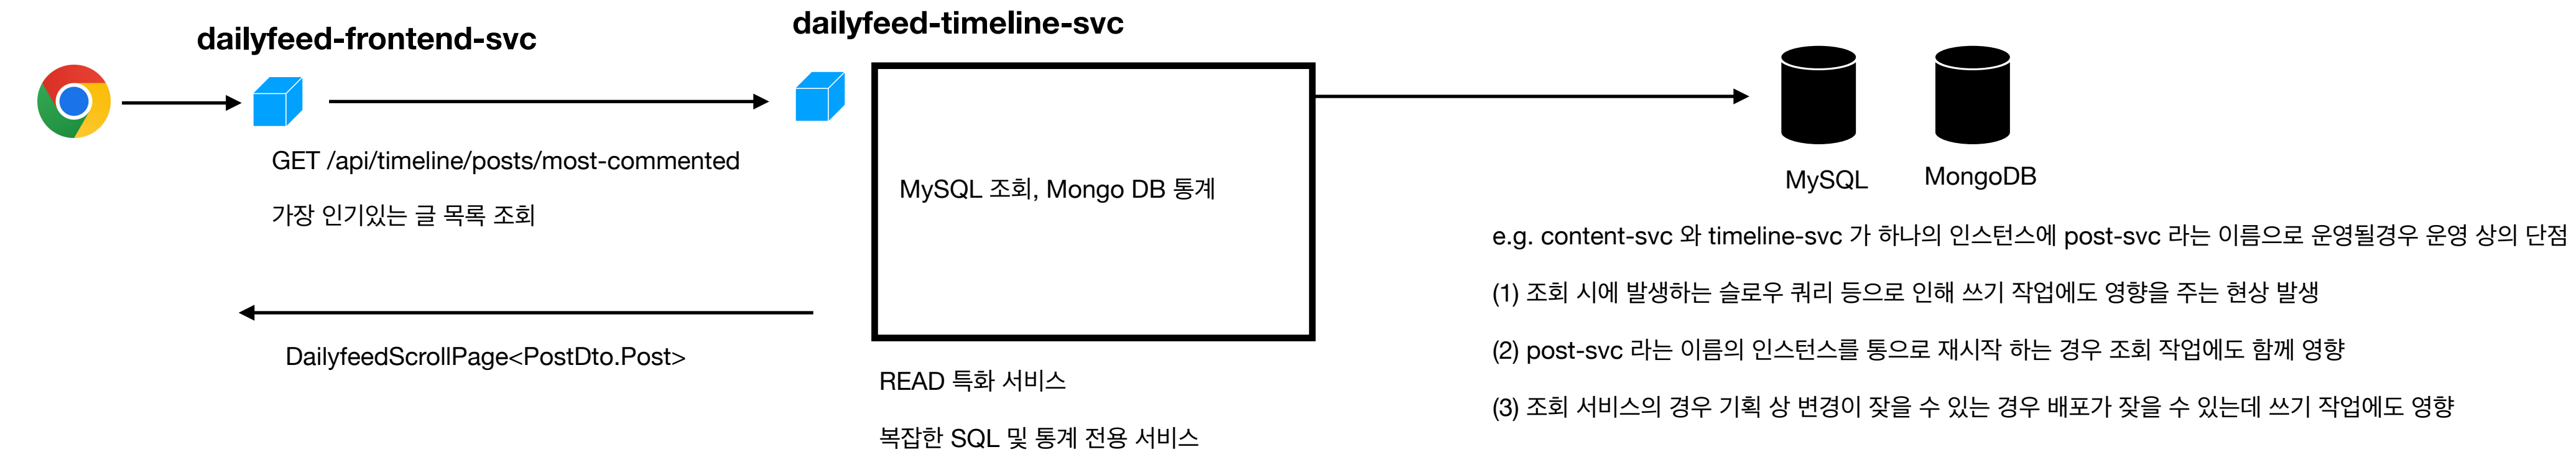 dailyfeed-frontend-svc
dailyfeed-timeline-svc
GET /api/timeline/posts/most-commented
가장 인기있는 글 목록 조회
MySQL 조회, Mongo DB 통계
MySQL
MongoDB
DailyfeedScrollPage<PostDto.Post>
READ 특화 서비스
복잡한 SQL 및 통계 전용 서비스
e.g. content-svc 와 timeline-svc 가 하나의 인스턴스에 post-svc 라는 이름으로 운영될경우 운영 상의 단점
(1) 조회 시에 발생하는 슬로우 쿼리 등으로 인해 쓰기 작업에도 영향을 주는 현상 발생
(2) post-svc 라는 이름의 인스턴스를 통으로 재시작 하는 경우 조회 작업에도 함께 영향
(3) 조회 서비스의 경우 기획 상 변경이 잦을 수 있는 경우 배포가 잦을 수 있는데 쓰기 작업에도 영향